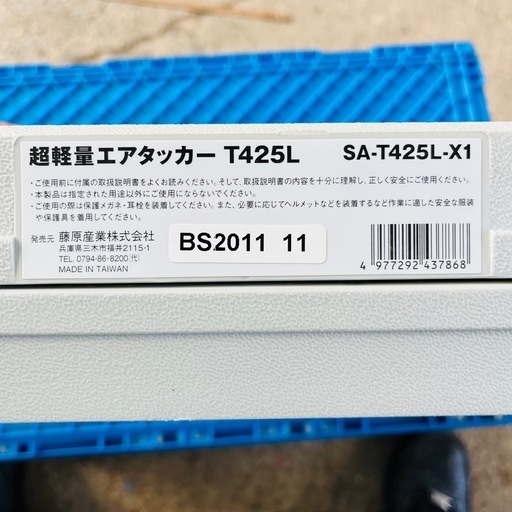 超軽量エアタッカー T425L SA-T425L-X1
・ご使用前に付属の取扱説明書をよくお読みください。そして、取扱説明書の内容を十分に理解し、正しく安全にご使用ください。
・本製品は指定された用途以外にご使用にならないでください。
・ご使用の際は保護メガネ・耳栓を装着してください。また、必要に応じてヘルメットなどを装着するなど作業に適した安全な服装
や保護具を着用してください。
発売元 藤原産業株式会社
兵庫県三木市福井2115-1
TEL. 0794-86-8200(代)
MADE IN TAIWAN
BS2011 11
4 977292 437868